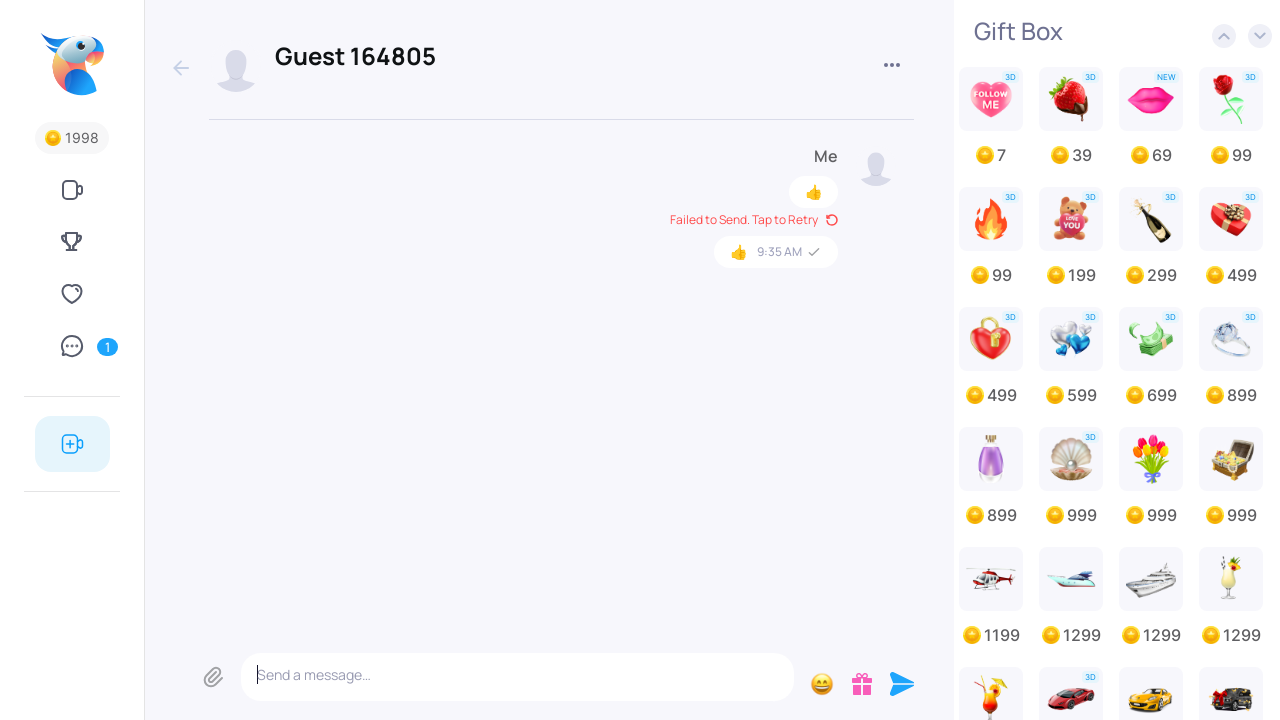 Guest 164805
Gift Box
1998
1
Me
Failed to Send. Tap to Retry
9:35 AM
Send a message...
3D
3D
NEW
3D
FOLLOW
ME
7
39
69
99
3D
3D
3D
3D
LOVE
YOU
99
199
299
499
3D
3D
3D
3D
499
599
699
899
3D
899
999
999
999
1199
1299
1299
1299
3D